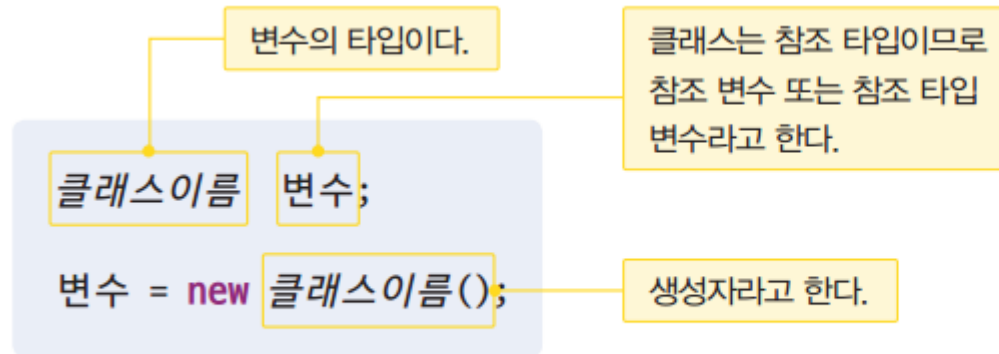 변수의 타입이다.
클래스는 참조 타입이므로
참조 변수 또는 참조 타입
변수라고 한다.
클래스이름 변수;
변수 = new 클래스이름();
생성자라고 한다.